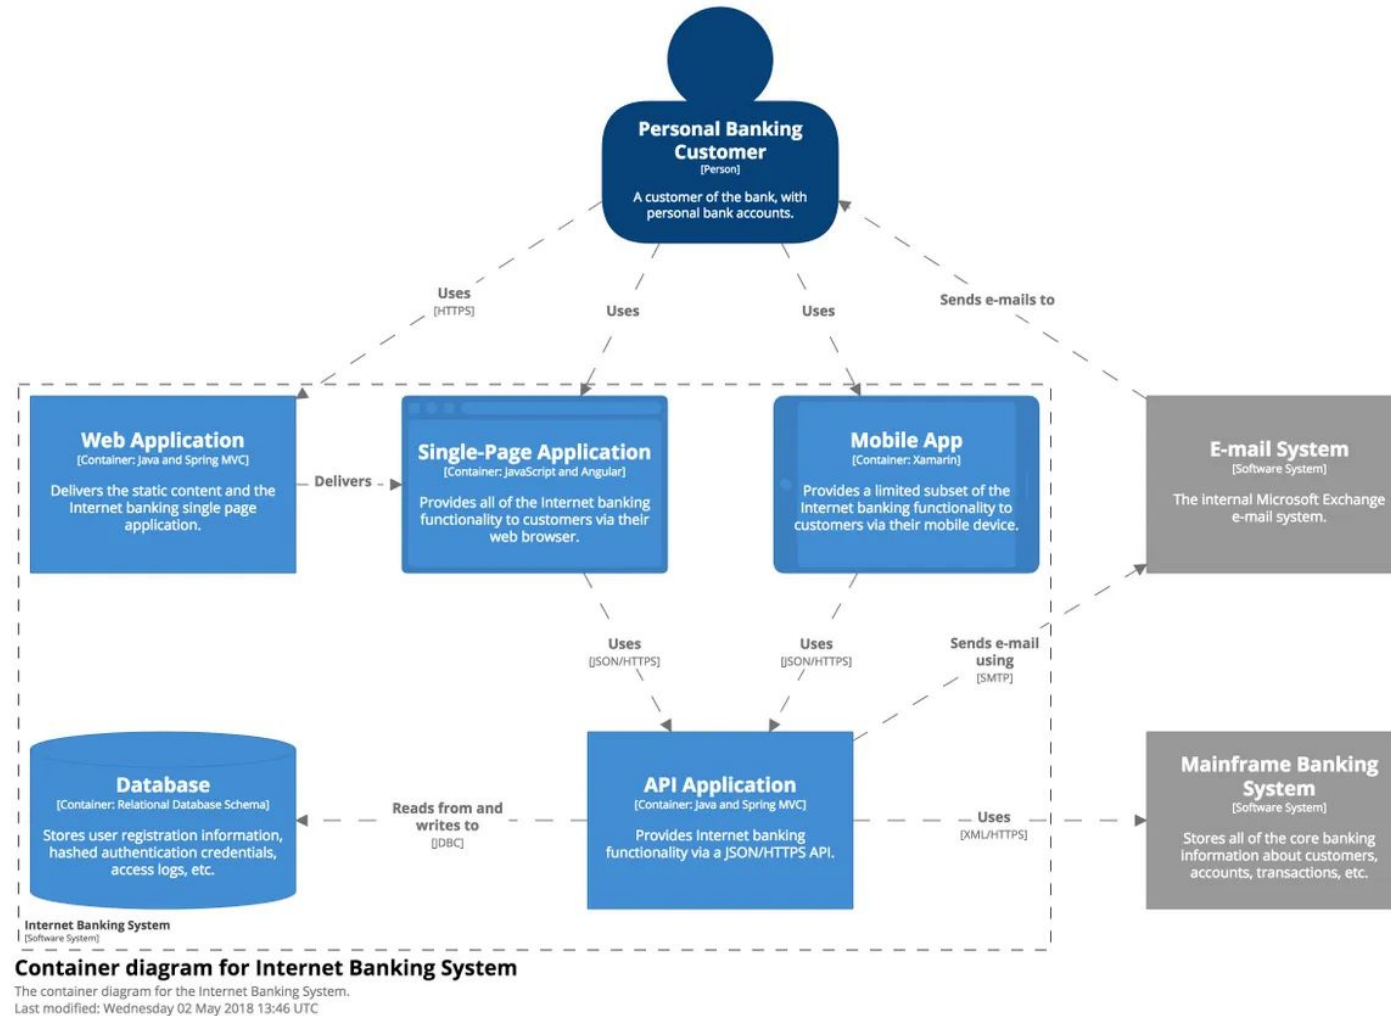 Personal Banking
Customer
[Person]
A customer of the bank, with
personal bank accounts.
Uses
[HTTPS]
Uses
Uses
Sends e-mails to
Web Application
[Container: Java and Spring MVC]
Delivers the static content and the
Internet banking single page
application.
Delivers
Single-Page Application
[Container: JavaScript and Angular]
Provides all of the Internet banking
functionality to customers via their
web browser.
Mobile App
[Container: Xamarin]
Provides a limited subset of the
Internet banking functionality to
customers via their mobile device.
E-mail System
[Software System]
The internal Microsoft Exchange
e-mail system.
Uses
[JSON/HTTPS]
Uses
[JSON/HTTPS]
Sends e-mail
using
[SMTP]
Database
[Container: Relational Database Schema]
Stores user registration information,
hashed authentication credentials,
access logs, etc.
Reads from and
writes to
[JDBC]
API Application
[Container: Java and Spring MVC]
Provides Internet banking
functionality via a JSON/HTTPS API.
Uses
[XML/HTTPS]
Mainframe Banking
System
[Software System]
Stores all of the core banking
information about customers,
accounts, transactions, etc.
Internet Banking System
[Software System]
Container diagram for Internet Banking System
The container diagram for the Internet Banking System.
Last modified: Wednesday 02 May 2018 13:46 UTC